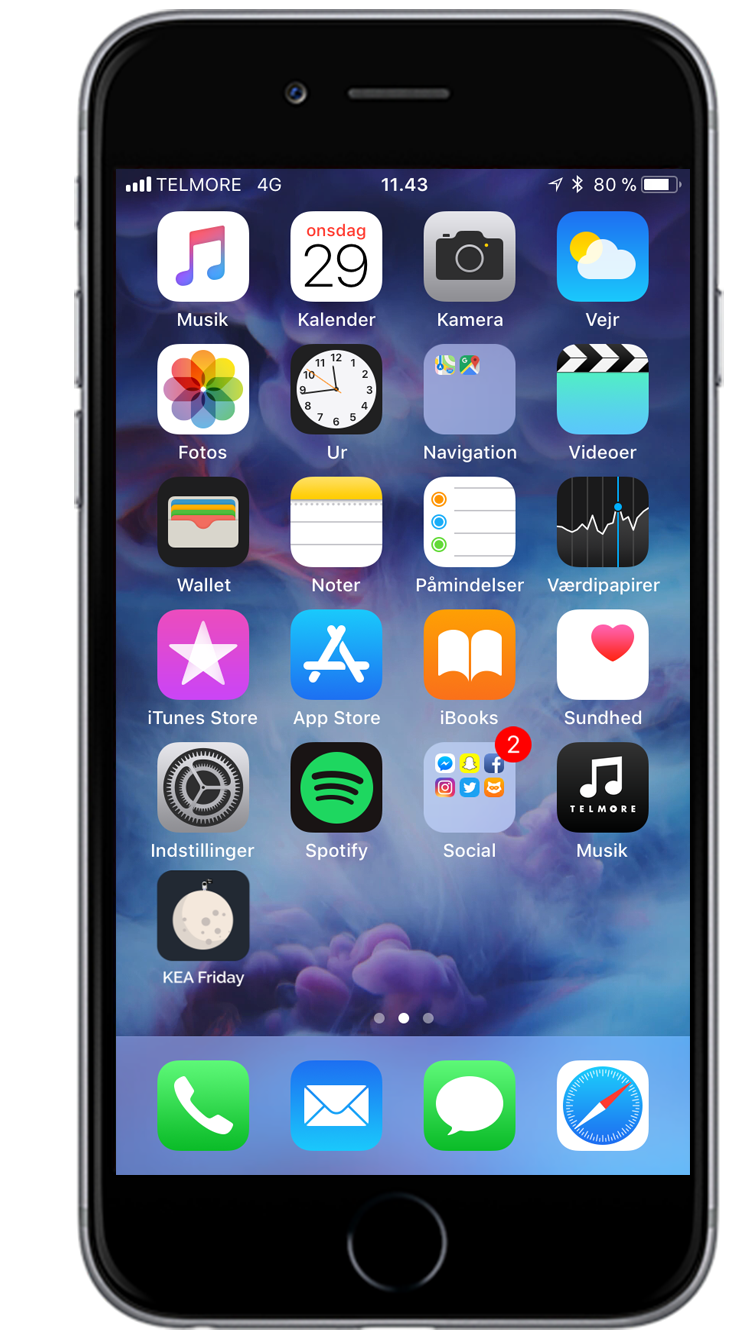 TELMORE 4G 11.43 80 %
onsdag
29
Musik Kalender Kamera Vejr
12
11 1
10 2
9 3
8 4
7 5
6
G
Fotos Ur Navigation Videoer
Wallet Noter Påmindelser Værdipapirer
iTunes Store App Store iBooks Sundhed
2
f
TELMORE
Indstillinger Spotify Social Musik
KEA Friday